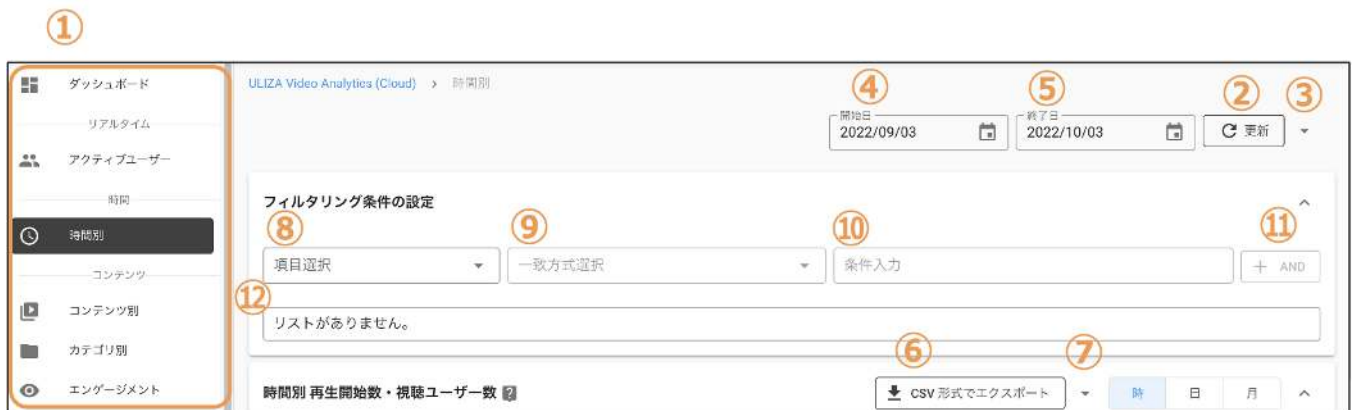 ①
ダッシュボード
リアルタイム
アクティブユーザー
時間
時間別
コンテンツ
コンテンツ別
カテゴリ別
エンゲージメント
ULIZA Video Analytics (Cloud) > 時間別
④ ⑤ ② ③
開始日 終了日
2022/09/03 2022/10/03 更新
フィルタリング条件の設定
⑧ ⑨ ⑩ ⑪
項目選択 一致方式選択 条件入力 + AND
⑫
リストがありません。
⑥ ⑦
時間別 再生開始数・視聴ユーザー数 ? CSV 形式でエクスポート 時 日 月